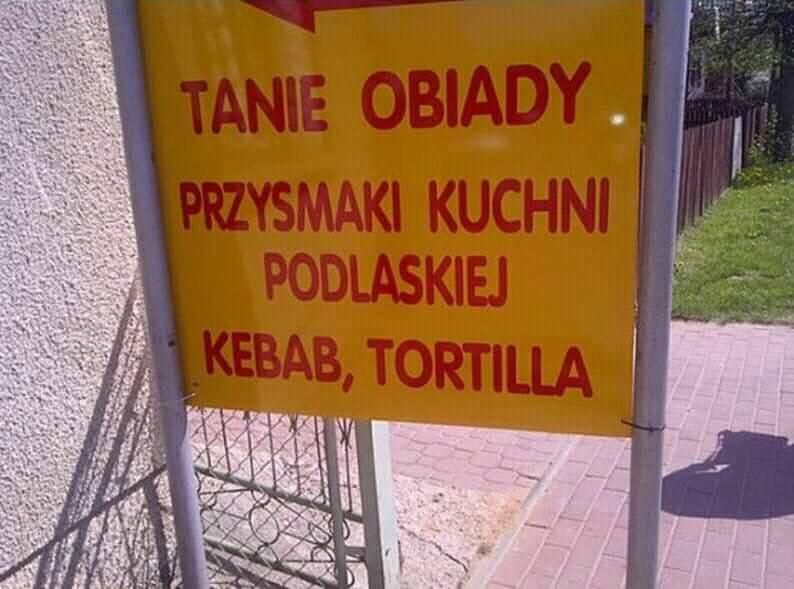 TANIE OBIADY
PRZYSMAKI KUCHNI
PODLASKIEJ
KEBAB, TORTILLA